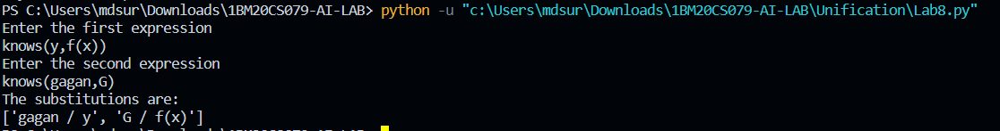 PS C:\Users\mdsur\Downloads\1BM20CS079-AI-LAB> python -u "c:\Users\mdsur\Downloads\1BM20CS079-AI-LAB\Unification\Lab8.py"
Enter the first expression
knows(y,f(x))
Enter the second expression
knows(gagan,G)
The substitutions are:
['gagan / y', 'G / f(x)']